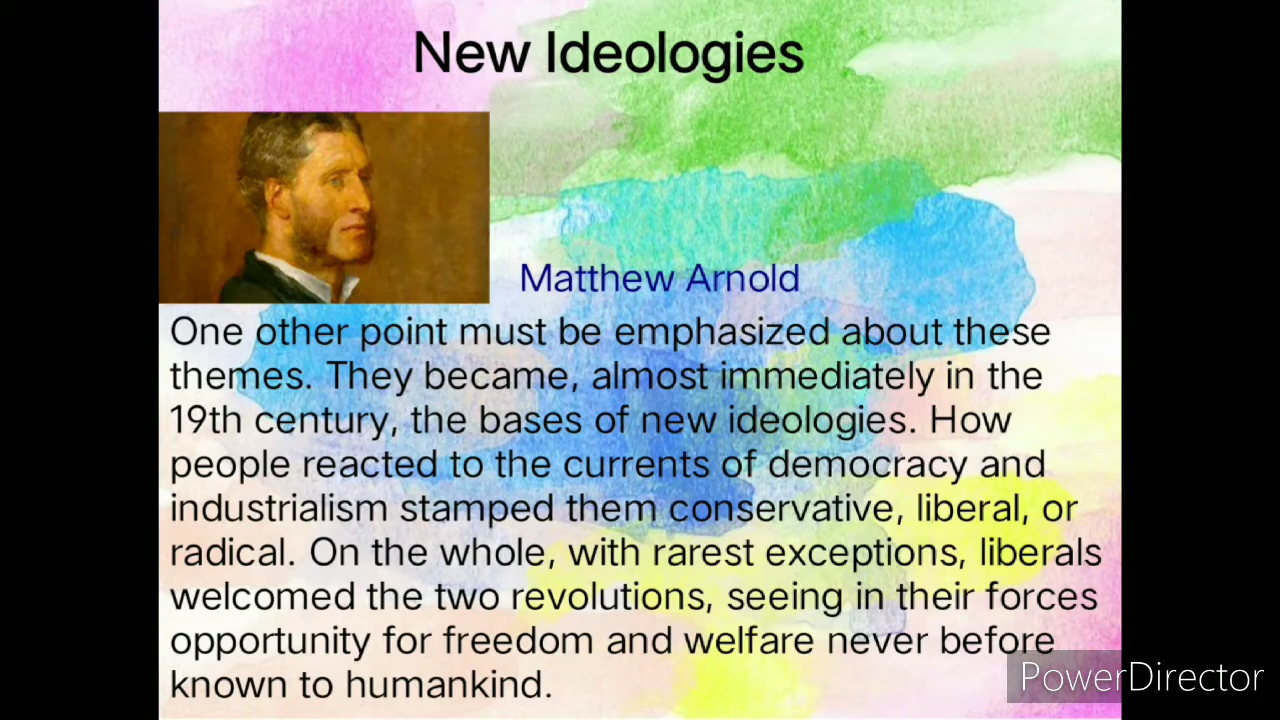 New Ideologies
Matthew Arnold
One other point must be emphasized about these
themes. They became, almost immediately in the
19th century, the bases of new ideologies. How
people reacted to the currents of democracy and
industrialism stamped them conservative, liberal, or
radical. On the whole, with rarest exceptions, liberals
welcomed the two revolutions, seeing in their forces
opportunity for freedom and welfare never before
known to humankind.
PowerDirector